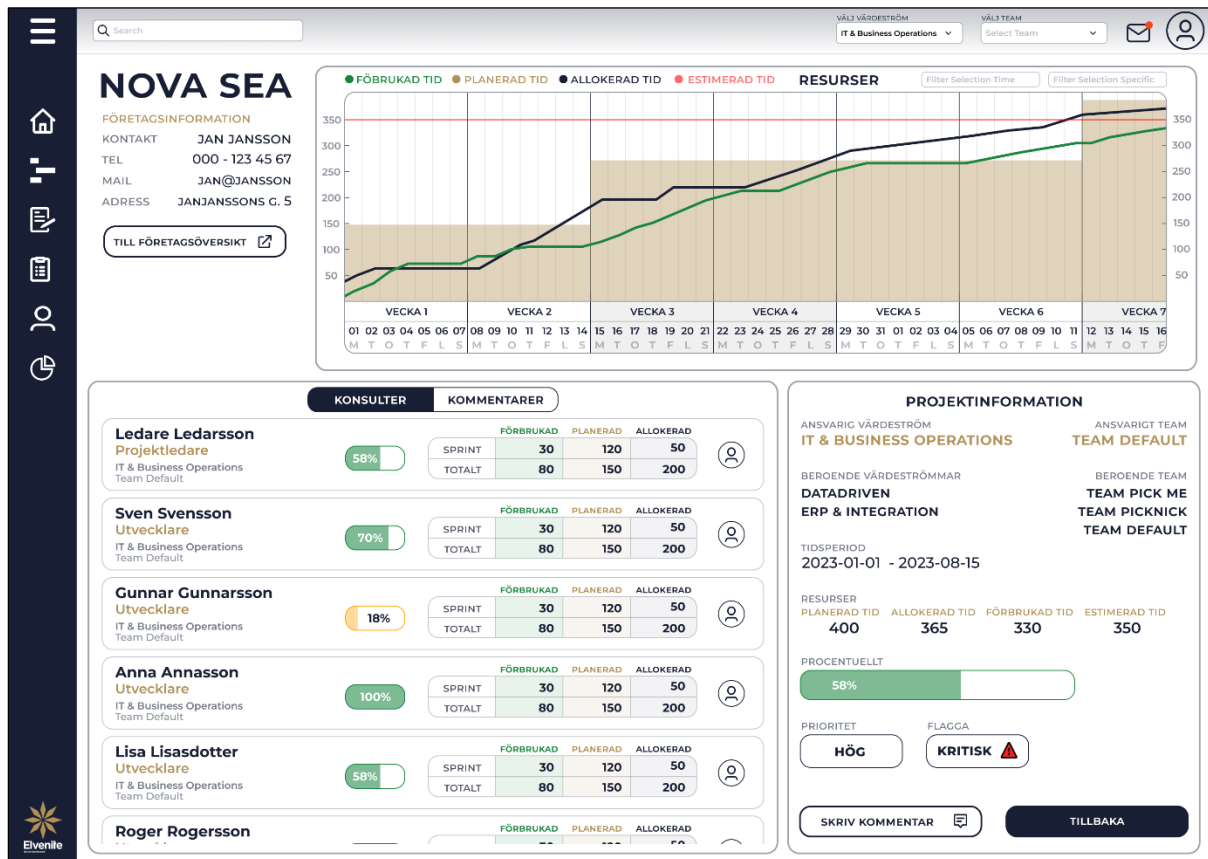 Search
VÄLJ VÄRDESTRÖM
IT & Business Operations
VÄLJ TEAM
Select Team
NOVA SEA
FÖRETAGSINFORMATION
KONTAKT JAN JANSSON
TEL 000 - 123 45 67
MAIL JAN@JANSSON
ADRESS JANJANSSONS G. 5
TILL FÖRETAGSÖVERSIKT
FÖBRUKAD TID PLANERAD TID ALLOKERAD TID ESTIMERAD TID RESURSER Filter Selection Time Filter Selection Specific
350 350
300 300
250 250
200 200
150 150
100 100
50 50
VECKA 1 VECKA 2 VECKA 3 VECKA 4 VECKA 5 VECKA 6 VECKA 7
01 02 03 04 05 06 07 08 09 10 11 12 13 14 15 16 17 18 19 20 21 22 23 24 25 26 27 28 29 30 31 01 02 03 04 05 06 07 08 09 10 11 12 13 14 15 16
M T O T F L S M T O T F L S M T O T F L S M T O T F L S M T O T F L S M T O T F L S M T O T F
KONSULTER KOMMENTARER
Ledare Ledarsson
Projektledare
IT & Business Operations
Team Default
58%
FÖRBRUKAD PLANERAD ALLOKERAD
SPRINT 30 120 50
TOTALT 80 150 200
Sven Svensson
Utvecklare
IT & Business Operations
Team Default
70%
FÖRBRUKAD PLANERAD ALLOKERAD
SPRINT 30 120 50
TOTALT 80 150 200
Gunnar Gunnarsson
Utvecklare
IT & Business Operations
Team Default
18%
FÖRBRUKAD PLANERAD ALLOKERAD
SPRINT 30 120 50
TOTALT 80 150 200
Anna Annasson
Utvecklare
IT & Business Operations
Team Default
100%
FÖRBRUKAD PLANERAD ALLOKERAD
SPRINT 30 120 50
TOTALT 80 150 200
Lisa Lisasdotter
Utvecklare
IT & Business Operations
Team Default
58%
FÖRBRUKAD PLANERAD ALLOKERAD
SPRINT 30 120 50
TOTALT 80 150 200
Roger Rogersson
FÖRBRUKAD PLANERAD ALLOKERAD
PROJEKTINFORMATION
ANSVARIG VÄRDESTRÖM ANSVARIGT TEAM
IT & BUSINESS OPERATIONS TEAM DEFAULT
BEROENDE VÄRDESTRÖMMAR BEROENDE TEAM
DATADRIVEN TEAM PICK ME
ERP & INTEGRATION TEAM PICKNICK
TEAM DEFAULT
TIDSPERIOD
2023-01-01 - 2023-08-15
RESURSER
PLANERAD TID ALLOKERAD TID FÖRBRUKAD TID ESTIMERAD TID
400 365 330 350
PROCENTUELLT
58%
PRIORITET FLAGGA
HÖG KRITISK
SKRIV KOMMENTAR TILLBAKA
Elvenite